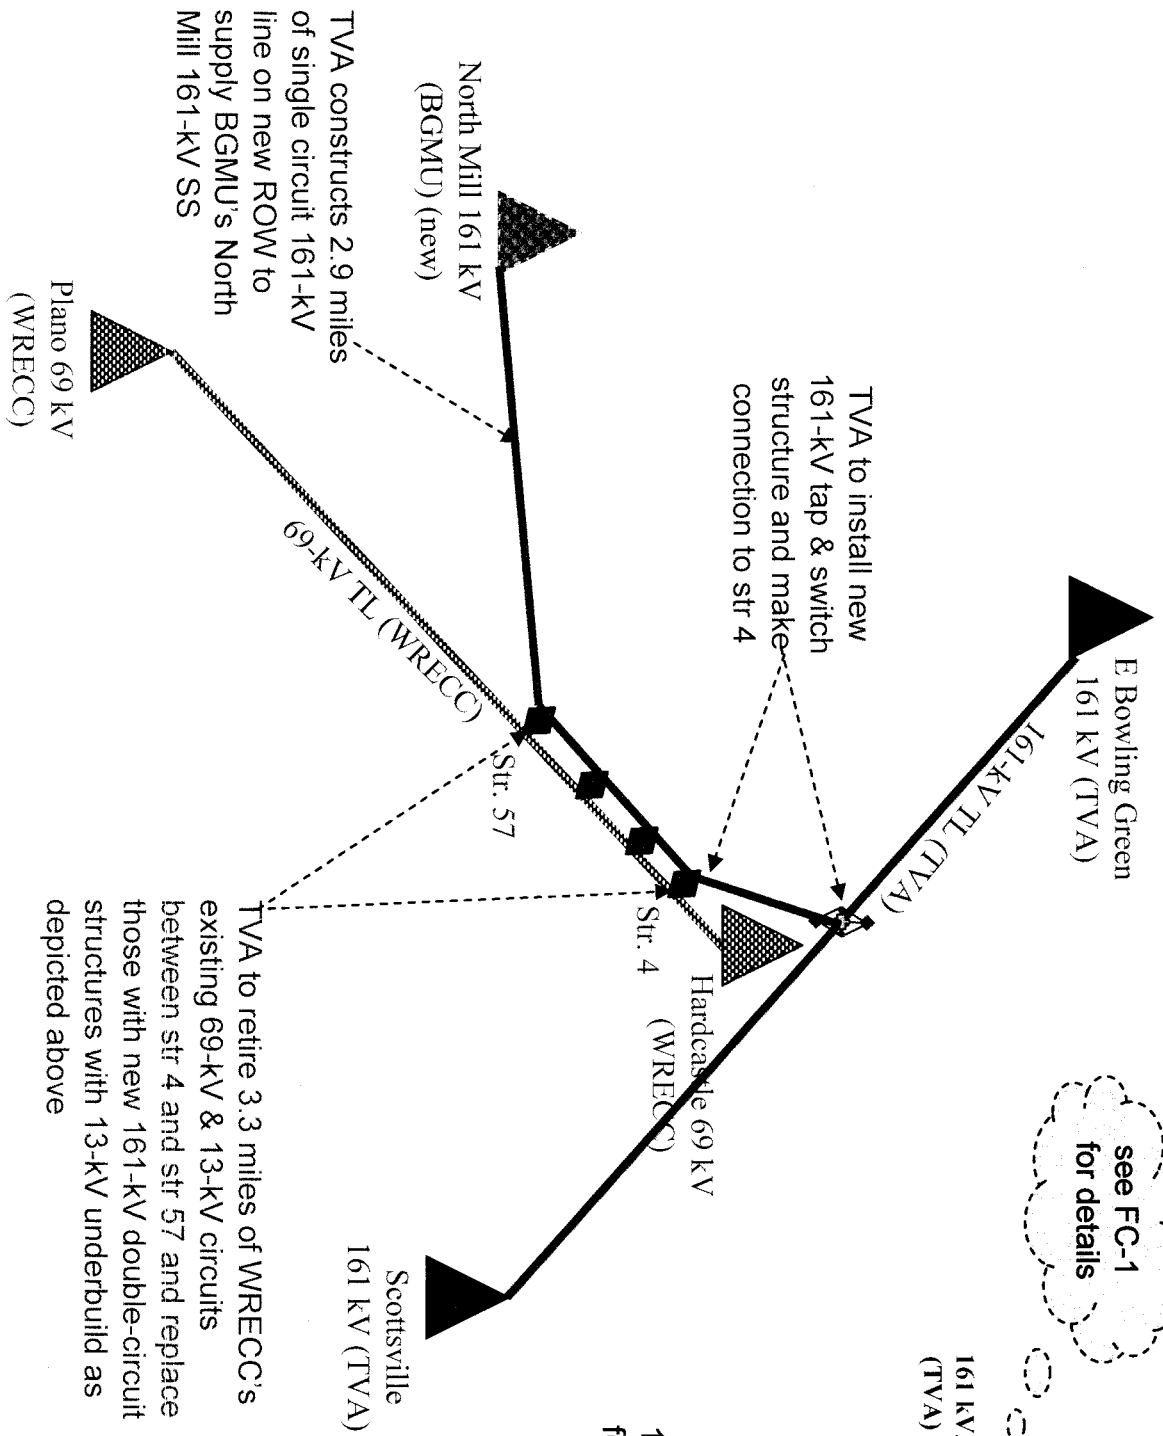 see FC-1
for details
161 kV
(TVA)
E Bowling Green
161 kV (TVA)
161-kV TL (TVA)
TVA to install new
161-kV tap & switch
structure and make
connection to str 4
Hardcastle 69 kV
(WRECC)
Str. 4
Str. 57
North Mill 161 kV
(BGMU) (new)
TVA constructs 2.9 miles
of single circuit 161-kV
line on new ROW to
supply BGMU's North
Mill 161-kV SS
69-kV TL (WRECC)
Plano 69 kV
(WRECC)
Scottsville
161 kV (TVA)
TVA to retire 3.3 miles of WRECC's
existing 69-kV & 13-kV circuits
between str 4 and str 57 and replace
those with new 161-kV double-circuit
structures with 13-kV underbuild as
depicted above